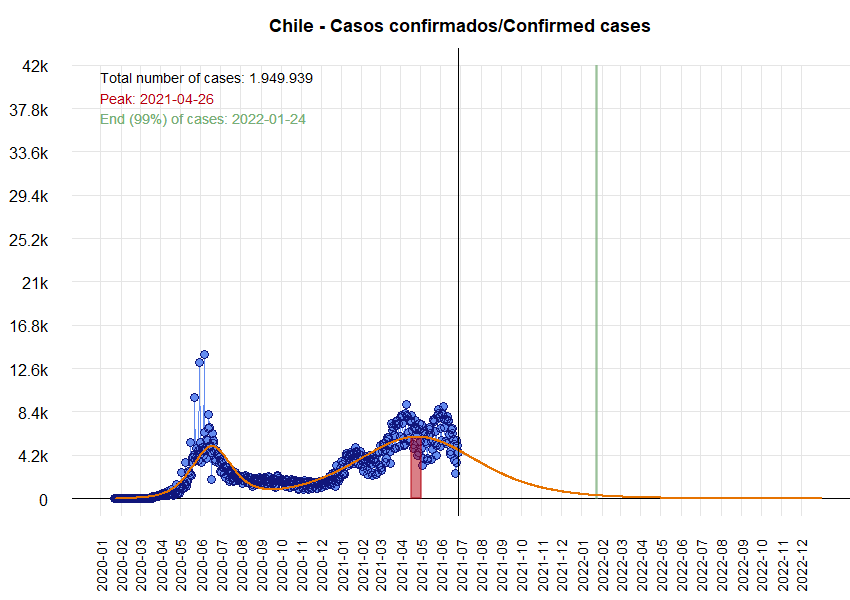 Chile - Casos confirmados/Confirmed cases
42k
Total number of cases: 1.949.939
Peak: 2021-04-26
37.8k
End (99%) of cases: 2022-01-24
33.6k
29.4k
25.2k
21k
16.8k
12.6k
8.4k
4.2k
0
2020-01
2020-02
2020-03
2020-04
2020-05
2020-06
2020-07
2020-08
2020-09
2020-10
2020-11
2020-12
2021-01
2021-02
2021-03
2021-04
2021-05
2021-06
2021-07
2021-08
2021-09
2021-10
2021-11
2021-12
2022-01
2022-02
2022-03
2022-04
2022-05
2022-06
2022-07
2022-08
2022-09
2022-10
2022-11
2022-12